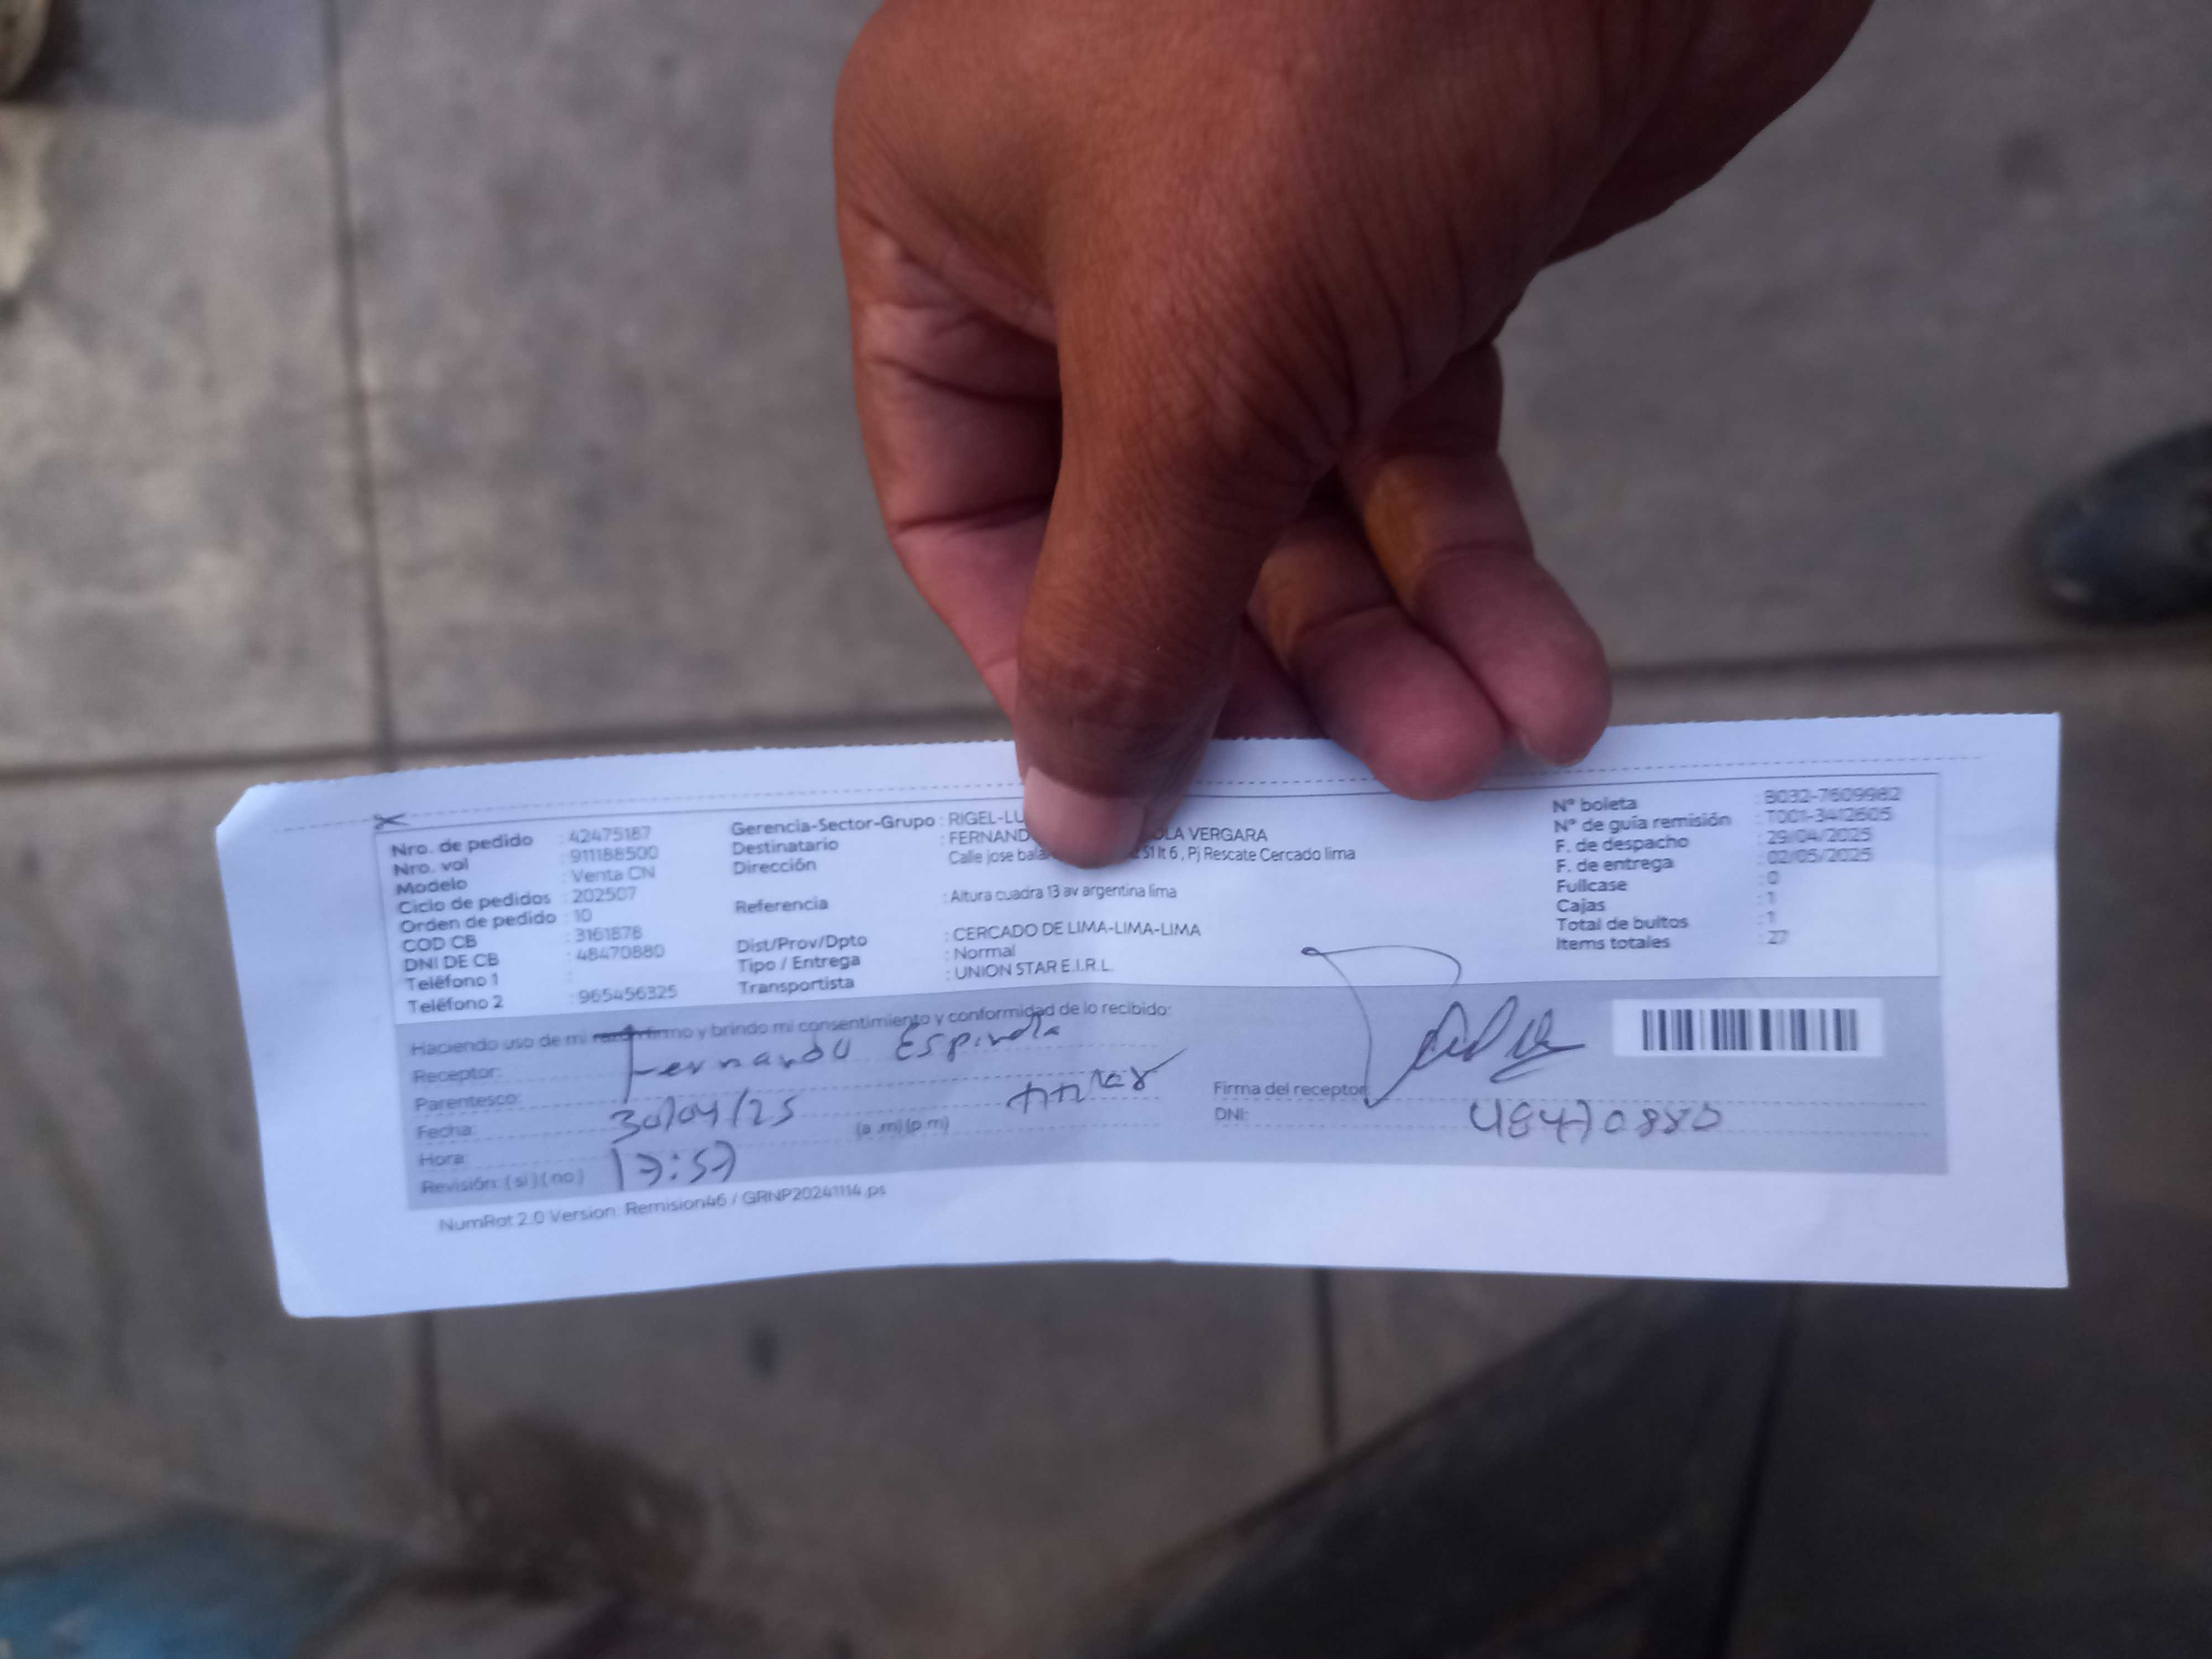 Nro. de pedido : 42475187
Nro. vol : 911188500
Modelo : Venta CN
Ciclo de pedidos : 202507
Orden de pedido : 10
COD CB : 3161878
DNI DE CB : 48470880
Teléfono 1 :
Teléfono 2 : 965456325
Gerencia-Sector-Grupo : RIGEL-LU
Destinatario : FERNAND OLA VERGARA
Dirección Calle jose bala 51 lt 6 , Pj Rescate Cercado lima
Referencia : Altura cuadra 13 av argentina lima
Dist/Prov/Dpto : CERCADO DE LIMA-LIMA-LIMA
Tipo / Entrega : Normal
Transportista : UNION STAR E.I.R.L.
N° boleta : B032-7609982
N° de guía remisión : T001-3412605
F. de despacho : 29/04/2025
F. de entrega : 02/05/2025
Fullcase : 0
Cajas : 1
Total de bultos : 1
Items totales : 27
Haciendo uso de mi razón firmo y brindo mi consentimiento y conformidad de lo recibido:
Receptor: Fernando Espinola
Parentesco:
Fecha: 30/04/25
Hora: 17:57 (a .m) (p.m)
Revisión: ( si ) ( no )
Firma del receptor
DNI: 48470880
NumRot 2.0 Version: Remision46 / GRNP20241114.ps